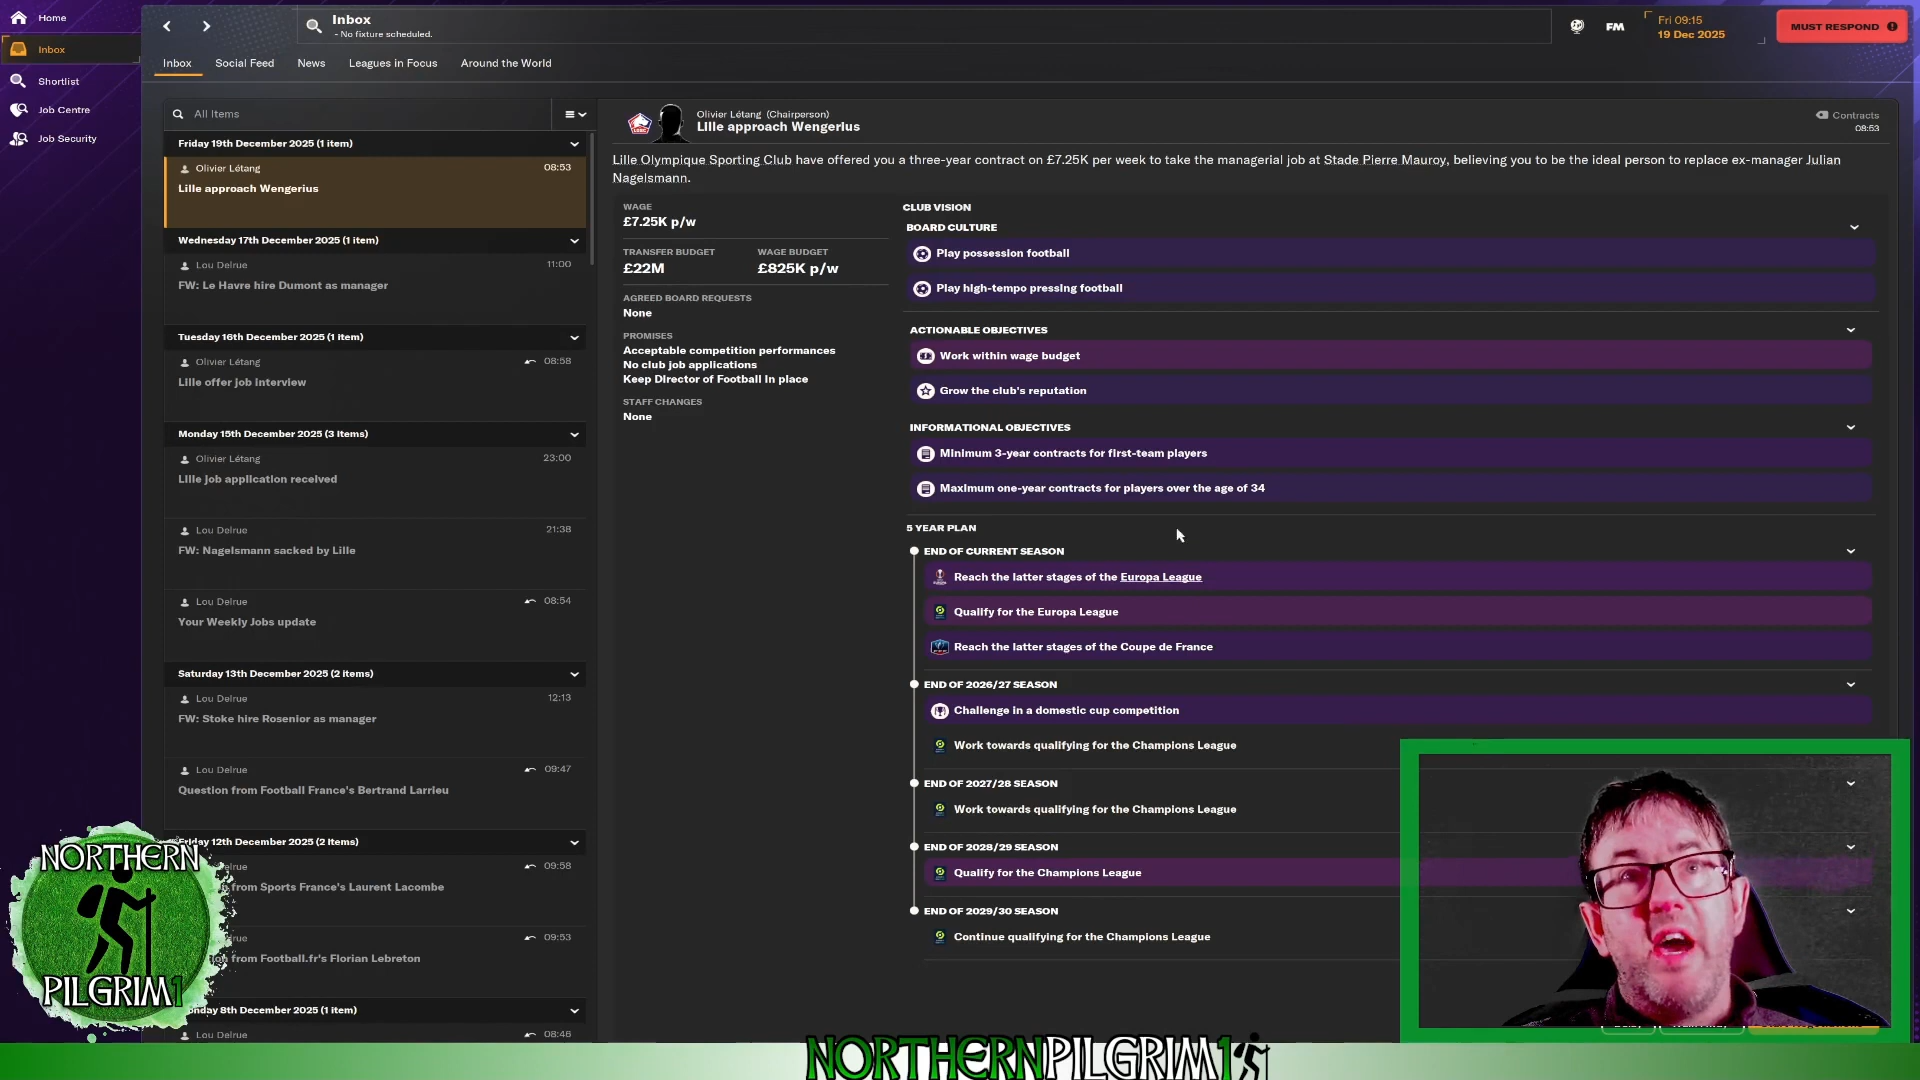 Home
Inbox
Shortlist
Job Centre
Job Security
Inbox
- No fixture scheduled.
FM
Fri 09:15
19 Dec 2025
MUST RESPOND
Inbox
Social Feed
News
Leagues in Focus
Around the World
All Items
Friday 19th December 2025 (1 item)
Olivier Létang
08:53
Lille approach Wengerius
Wednesday 17th December 2025 (1 item)
Lou Delrue
11:00
FW: Le Havre hire Dumont as manager
Tuesday 16th December 2025 (1 item)
Olivier Létang
08:58
Lille offer job interview
Monday 15th December 2025 (3 items)
Olivier Létang
23:00
Lille job application received
Lou Delrue
21:38
FW: Nagelsmann sacked by Lille
Lou Delrue
08:54
Your Weekly Jobs update
Saturday 13th December 2025 (2 items)
Lou Delrue
12:13
FW: Stoke hire Rosenior as manager
Lou Delrue
09:47
Question from Football France's Bertrand Larrieu
Friday 12th December 2025 (2 items)
09:58
from Sports France's Laurent Lacombe
09:53
from Football.fr's Florian Lebreton
8th December 2025 (1 item)
Lou Delrue
08:46
Olivier Létang (Chairperson)
Lille approach Wengerius
Contracts
08:53
Lille Olympique Sporting Club have offered you a three-year contract on £7.25K per week to take the managerial job at Stade Pierre Mauroy, believing you to be the ideal person to replace ex-manager Julian
Nagelsmann.
WAGE
£7.25K p/w
TRANSFER BUDGET
£22M
WAGE BUDGET
£825K p/w
AGREED BOARD REQUESTS
None
PROMISES
Acceptable competition performances
No club job applications
Keep Director of Football in place
STAFF CHANGES
None
CLUB VISION
BOARD CULTURE
Play possession football
Play high-tempo pressing football
ACTIONABLE OBJECTIVES
Work within wage budget
Grow the club's reputation
INFORMATIONAL OBJECTIVES
Minimum 3-year contracts for first-team players
Maximum one-year contracts for players over the age of 34
5 YEAR PLAN
END OF CURRENT SEASON
Reach the latter stages of the Europa League
Qualify for the Europa League
Reach the latter stages of the Coupe de France
END OF 2026/27 SEASON
Challenge in a domestic cup competition
Work towards qualifying for the Champions League
END OF 2027/28 SEASON
Work towards qualifying for the Champions League
END OF 2028/29 SEASON
Qualify for the Champions League
END OF 2029/30 SEASON
Continue qualifying for the Champions League
NORTHERN
PILGRIM1
NORTHERNPILGRIM1